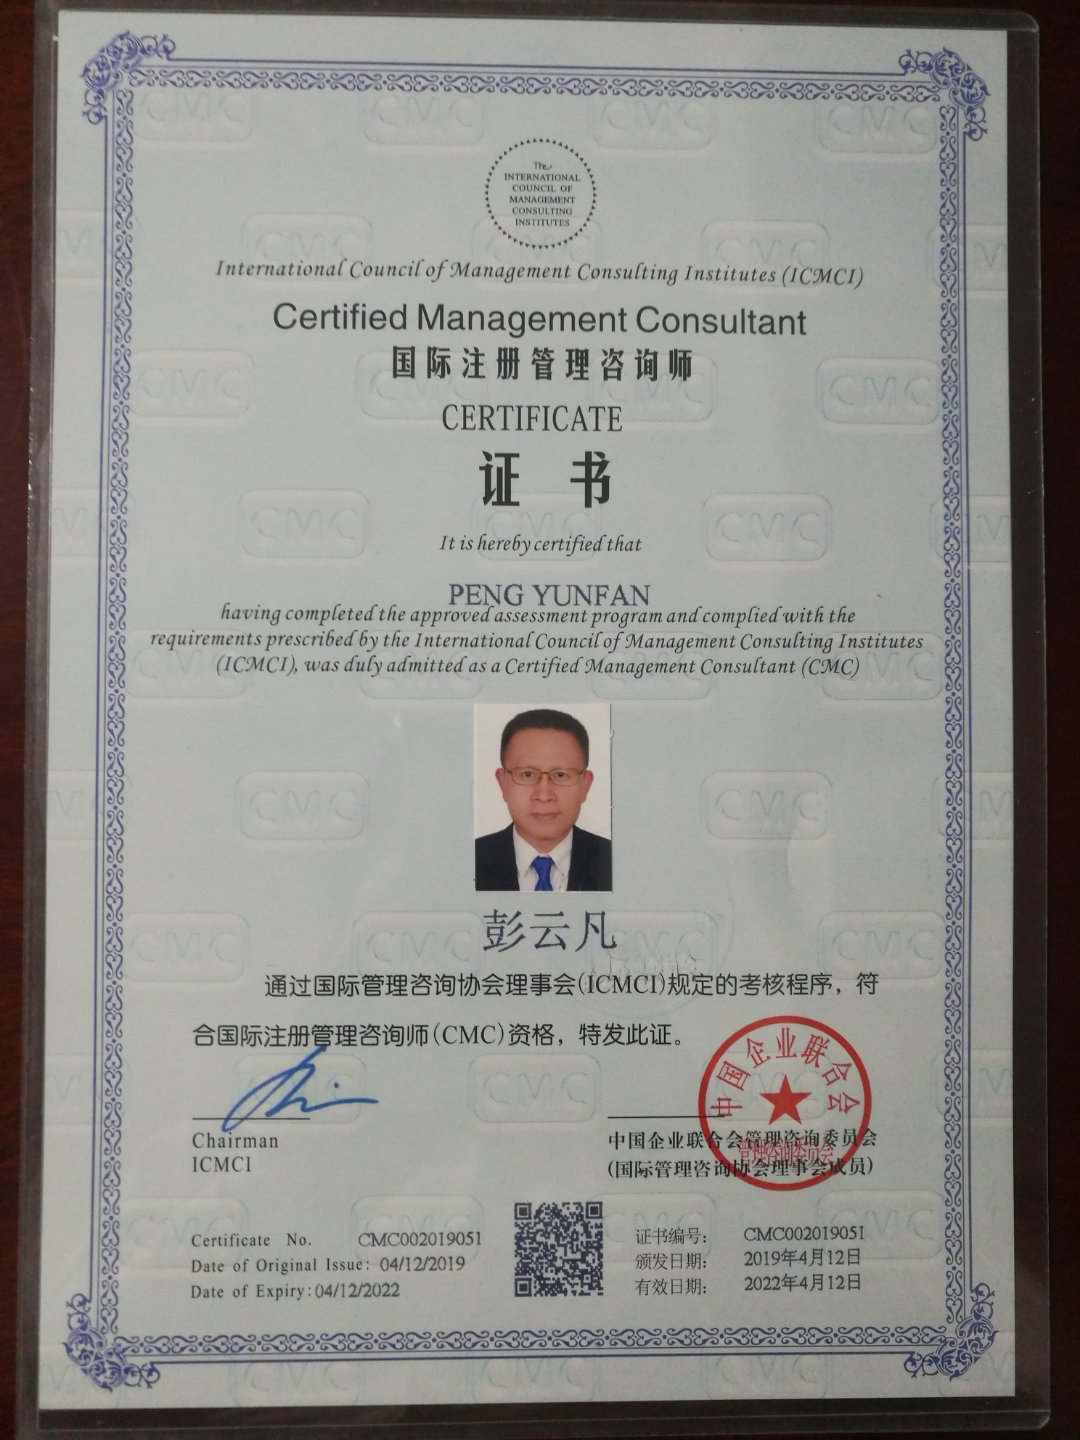 The
INTERNATIONAL
COUNCIL OF
MANAGEMENT
CONSULTING
INSTITUTES
International Council of Management Consulting Institutes (ICMCI)
Certified Management Consultant
国际注册管理咨询师
CERTIFICATE
证 书
It is hereby certified that
PENG YUNFAN
having completed the approved assessment program and complied with the
requirements prescribed by the International Council of Management Consulting Institutes
(ICMCI), was duly admitted as a Certified Management Consultant (CMC)
彭云凡
通过国际管理咨询协会理事会(ICMCI)规定的考核程序，符
合国际注册管理咨询师(CMC)资格，特发此证。
Chairman
ICMCI
中国企业联合会
管理咨询委员会
中国企业联合会管理咨询委员会
(国际管理咨询协会理事会成员)
Certificate No. CMC002019051
Date of Original Issue: 04/12/2019
Date of Expiry: 04/12/2022
证书编号： CMC002019051
颁发日期： 2019年4月12日
有效日期： 2022年4月12日